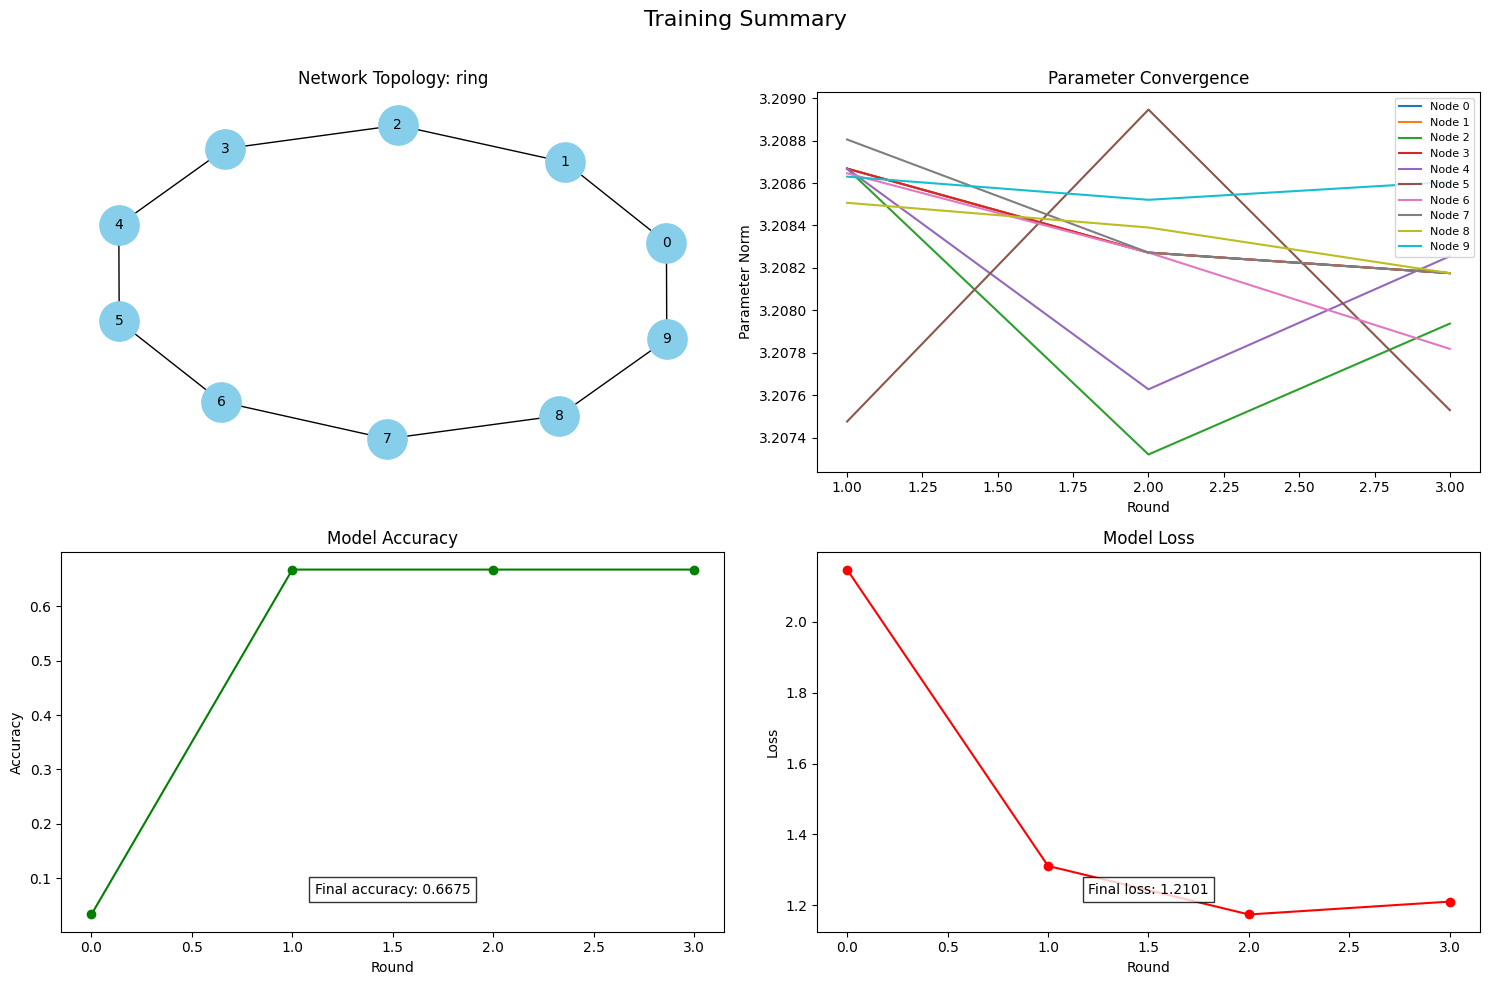 Training Summary
Network Topology: ring
2
3
1
4
0
5
9
6
8
7
Parameter Convergence
3.2090
3.2088
3.2086
3.2084
3.2082
3.2080
3.2078
3.2076
3.2074
Parameter Norm
Node 0
Node 1
Node 2
Node 3
Node 4
Node 5
Node 6
Node 7
Node 8
Node 9
1.00 1.25 1.50 1.75 2.00 2.25 2.50 2.75 3.00
Round
Model Accuracy
0.6
0.5
0.4
0.3
0.2
0.1
Accuracy
Final accuracy: 0.6675
0.0 0.5 1.0 1.5 2.0 2.5 3.0
Round
Model Loss
2.0
1.8
1.6
1.4
1.2
Loss
Final loss: 1.2101
0.0 0.5 1.0 1.5 2.0 2.5 3.0
Round